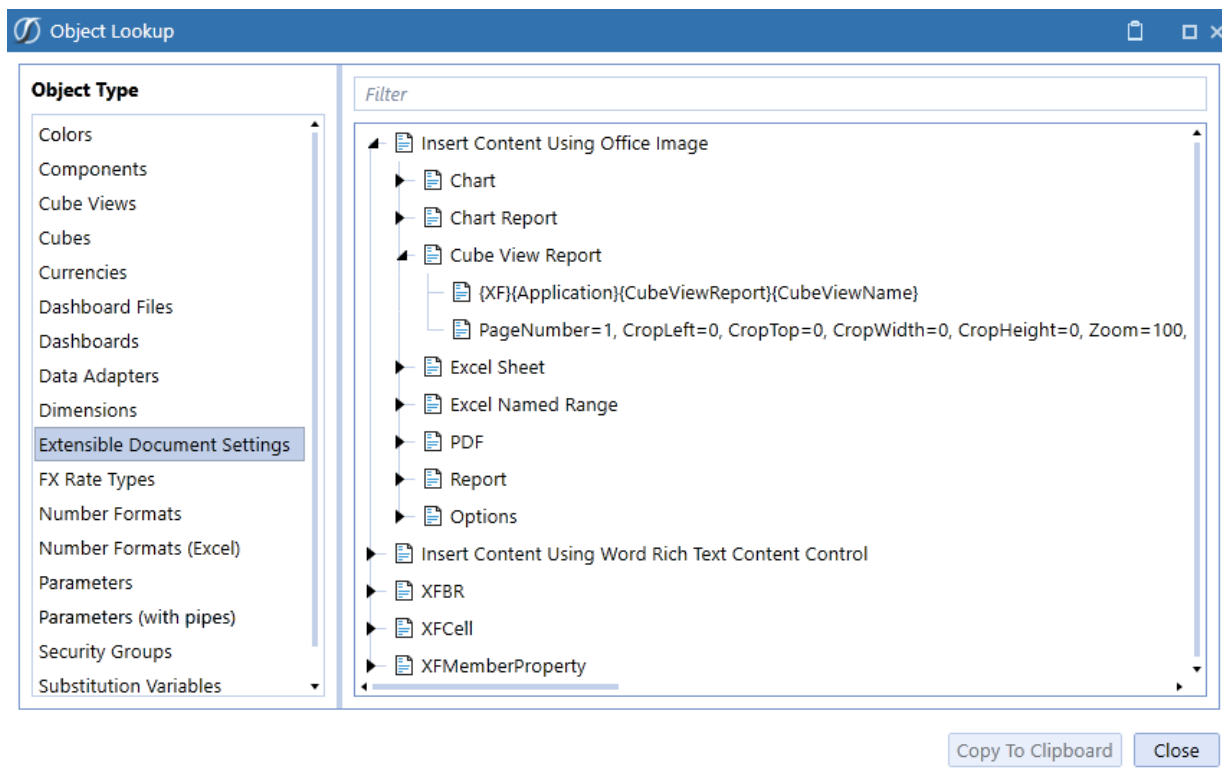 Object Lookup
Object Type
Colors
Components
Cube Views
Cubes
Currencies
Dashboard Files
Dashboards
Data Adapters
Dimensions
Extensible Document Settings
FX Rate Types
Number Formats
Number Formats (Excel)
Parameters
Parameters (with pipes)
Security Groups
Substitution Variables
Filter
Insert Content Using Office Image
Chart
Chart Report
Cube View Report
{XF}{Application}{CubeViewReport}{CubeViewName}
PageNumber=1, CropLeft=0, CropTop=0, CropWidth=0, CropHeight=0, Zoom=100,
Excel Sheet
Excel Named Range
PDF
Report
Options
Insert Content Using Word Rich Text Content Control
XFBR
XFCell
XFMemberProperty
Copy To Clipboard
Close